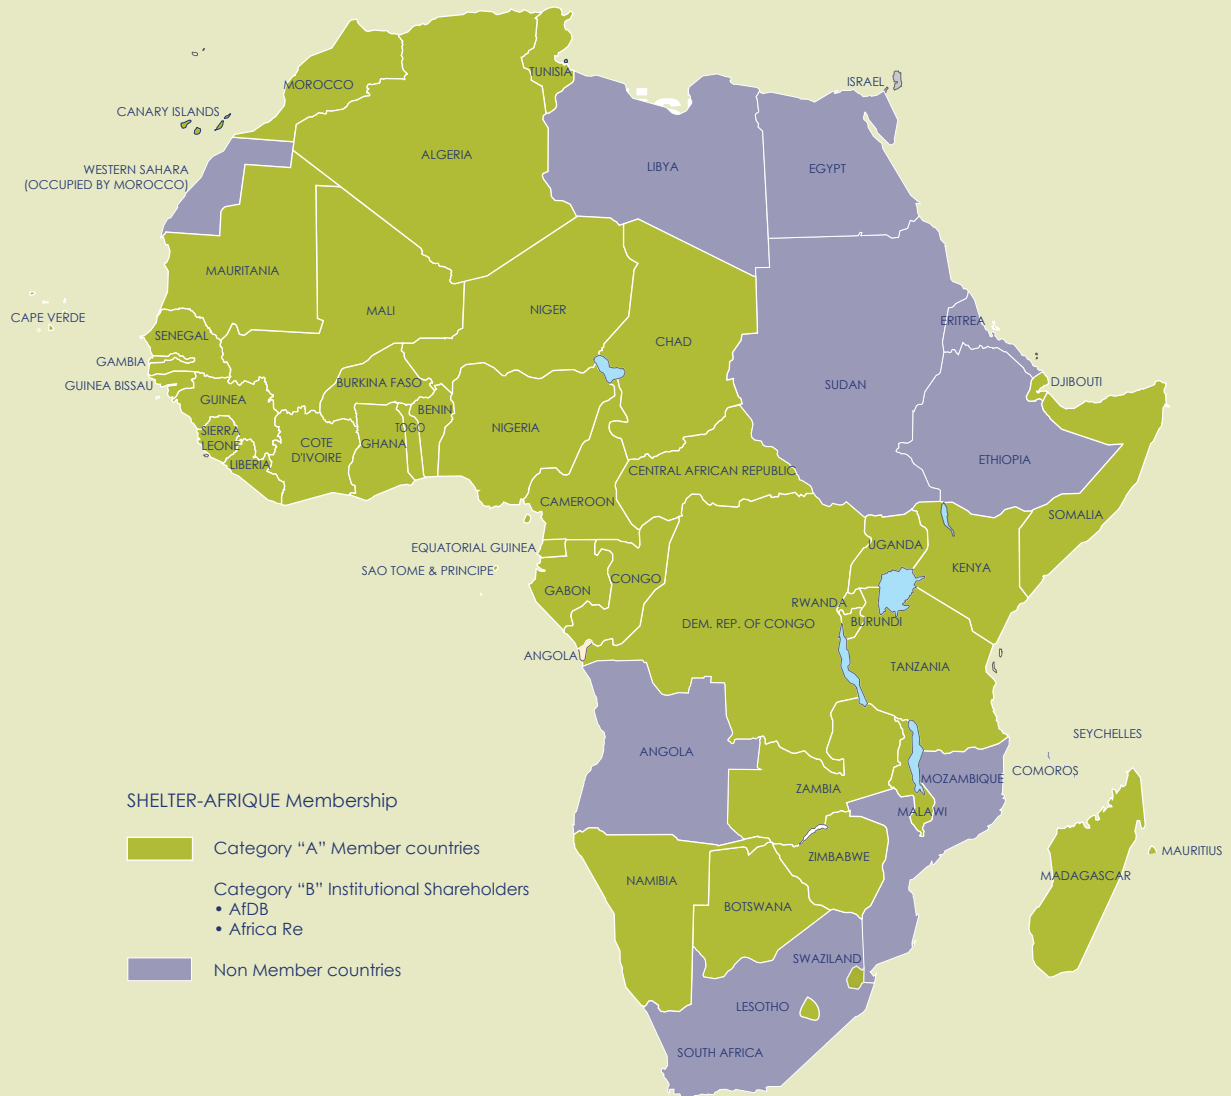 ISRAEL
TUNISIA
MOROCCO
CANARY ISLANDS
ALGERIA
LIBYA
EGYPT
WESTERN SAHARA
(OCCUPIED BY MOROCCO)
MAURITANIA
MALI
NIGER
CHAD
ERITREA
CAPE VERDE
SENEGAL
GAMBIA
GUINEA BISSAU
BURKINA FASO
SUDAN
DJIBOUTI
GUINEA
BENIN
TOGO
NIGERIA
SIERRA
LEONE
COTE
D'IVOIRE
GHANA
LIBERIA
ETHIOPIA
CENTRAL AFRICAN REPUBLIC
CAMEROON
SOMALIA
EQUATORIAL GUINEA
UGANDA
SAO TOME & PRINCIPE
GABON
CONGO
KENYA
RWANDA
DEM. REP. OF CONGO
BURUNDI
ANGOLA
TANZANIA
SEYCHELLES
ANGOLA
COMOROS
MOZAMBIQUE
ZAMBIA
MALAWI
ZIMBABWE
MAURITIUS
MADAGASCAR
NAMIBIA
BOTSWANA
SWAZILAND
LESOTHO
SOUTH AFRICA
SHELTER-AFRIQUE Membership
Category “A” Member countries
Category “B” Institutional Shareholders
• AfDB
• Africa Re
Non Member countries